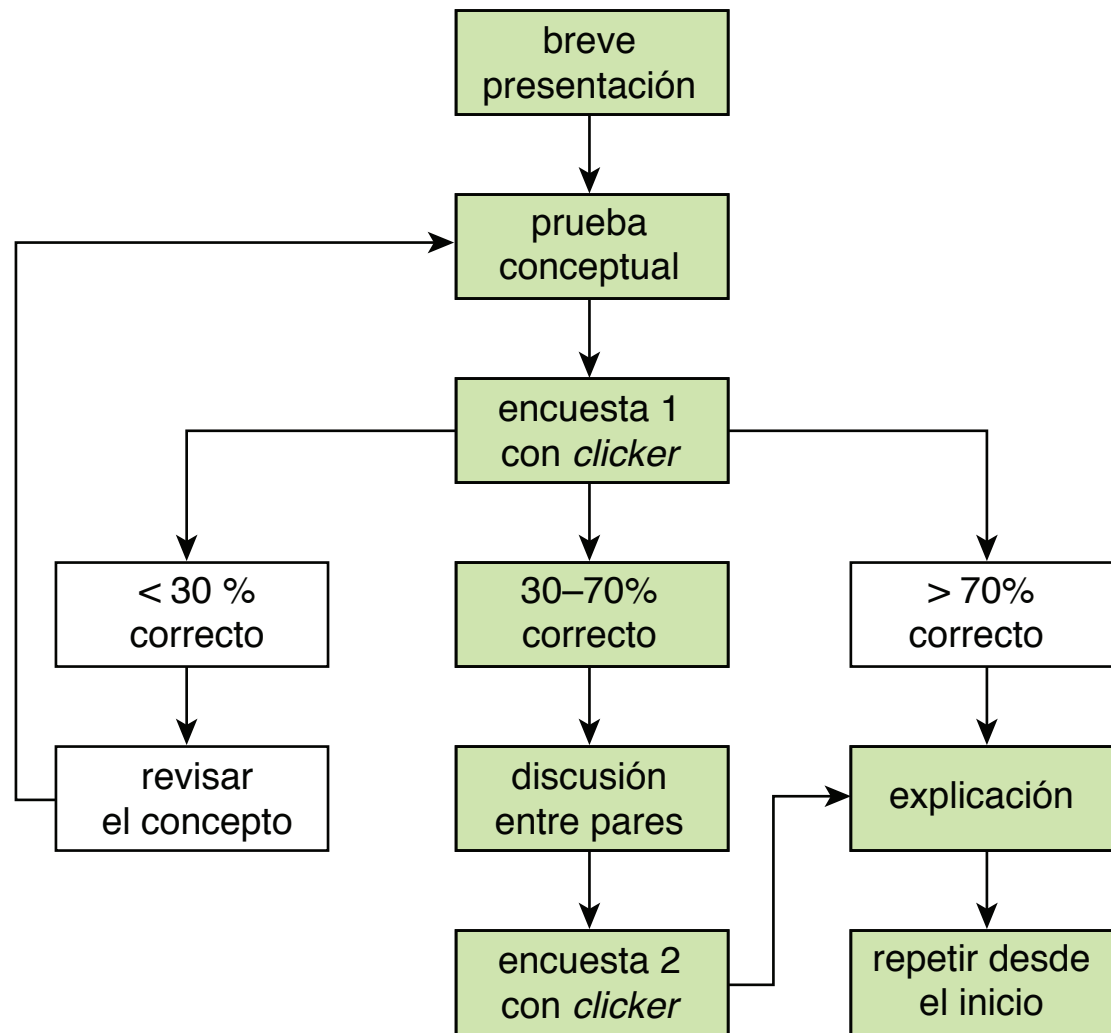 breve
presentación
prueba
conceptual
encuesta 1
con clicker
< 30 %
correcto
30–70%
correcto
> 70%
correcto
revisar
el concepto
discusión
entre pares
explicación
encuesta 2
con clicker
repetir desde
el inicio